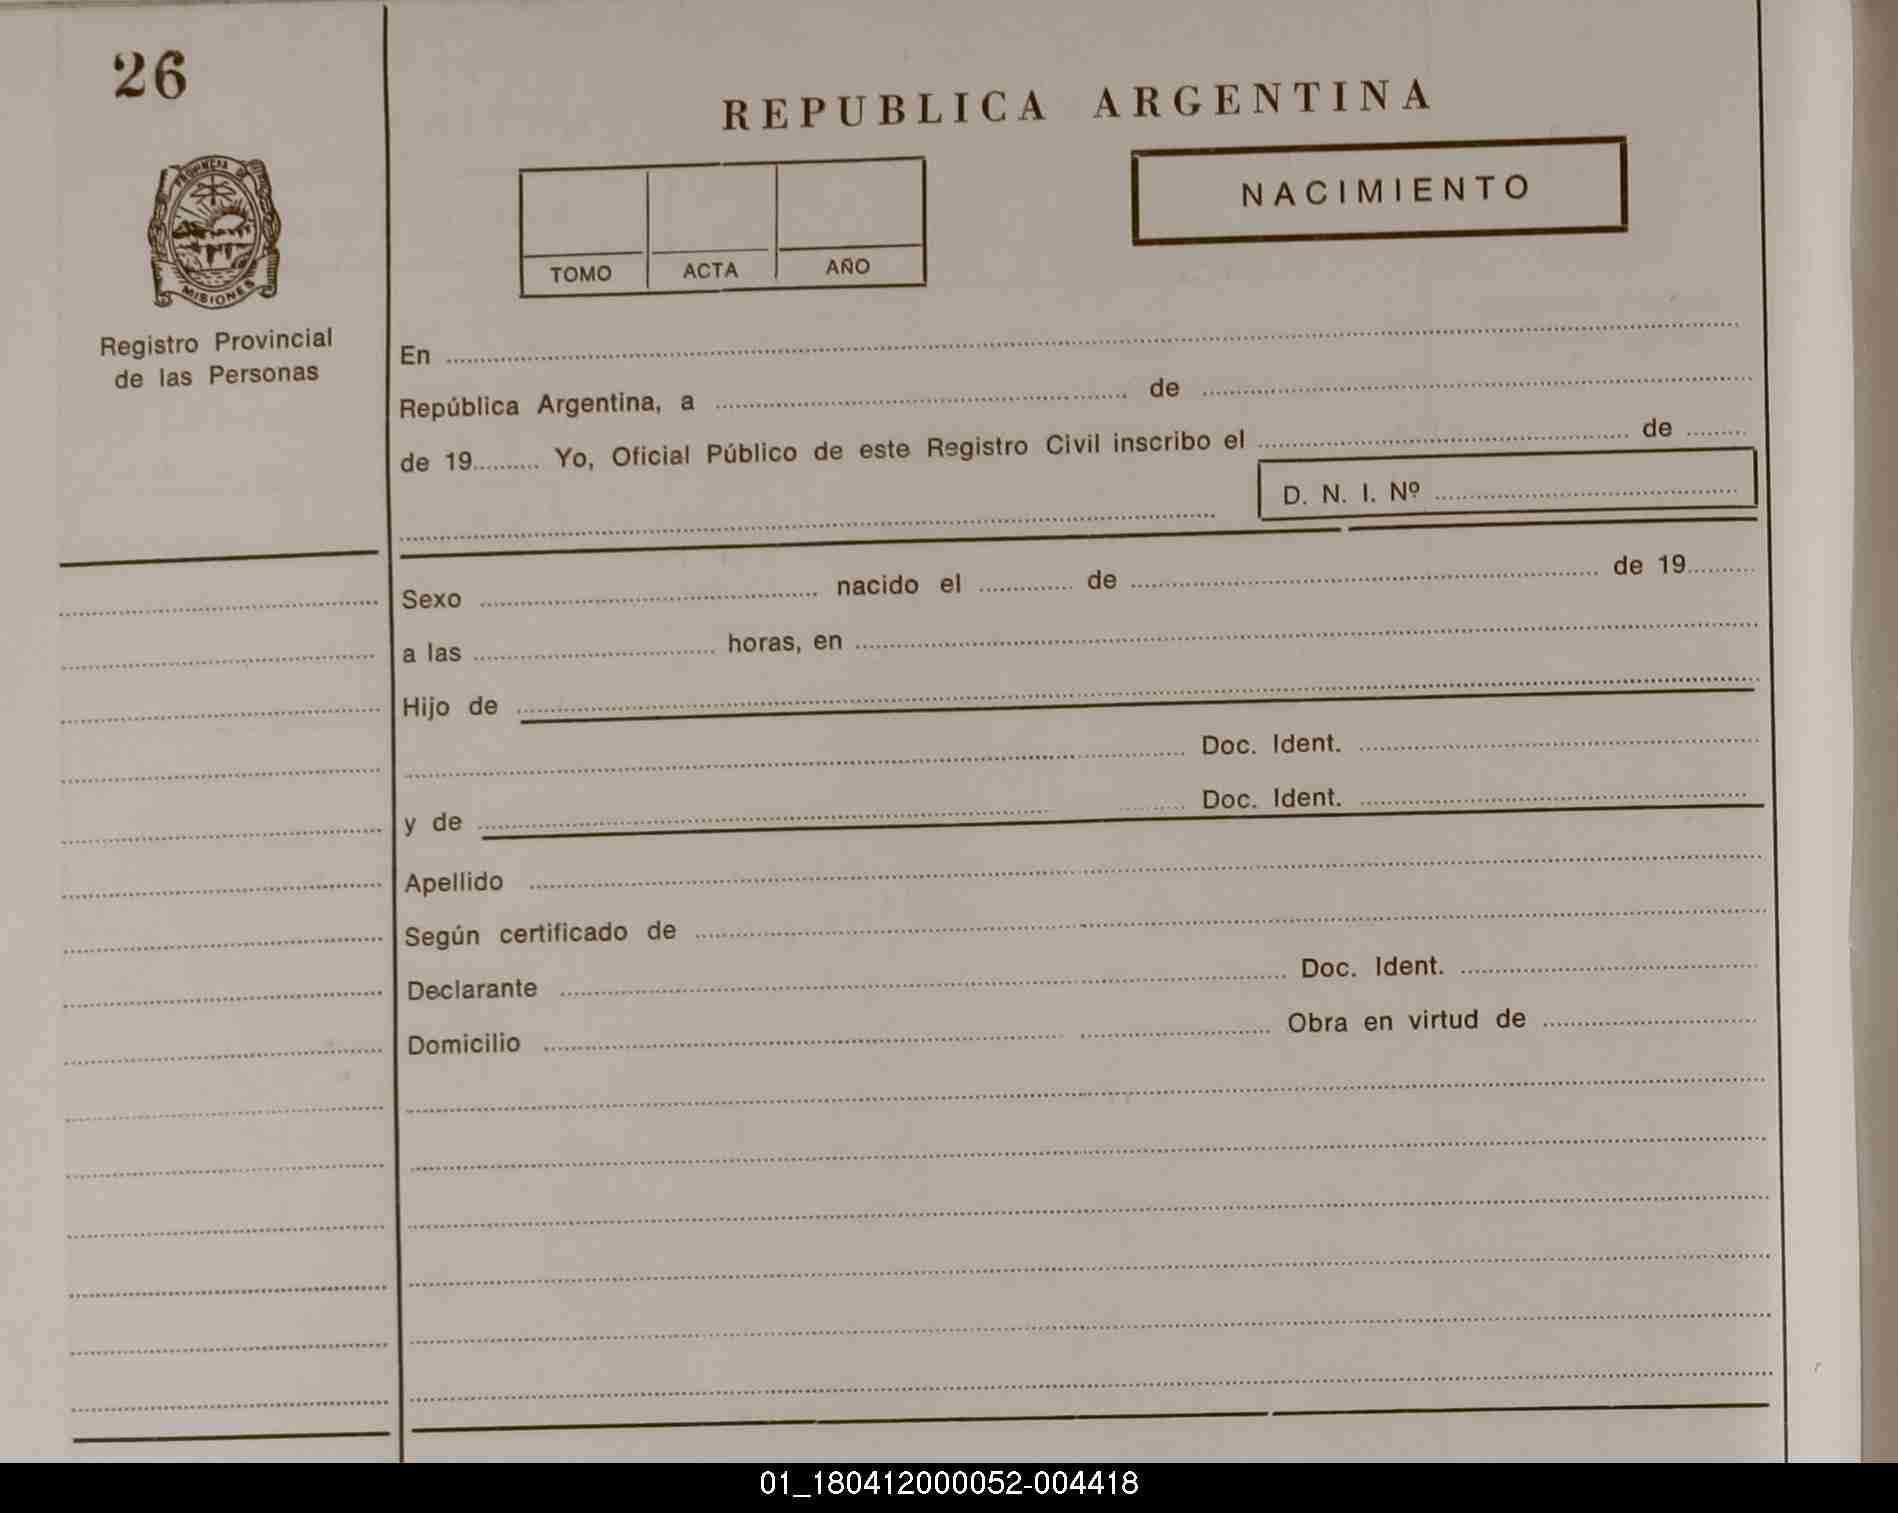 26
REPUBLICA ARGENTINA
PROVINCIA DE
MISIONES
Registro Provincial
de las Personas
TOMO ACTA AÑO
NACIMIENTO
En
República Argentina, a de
de 19 Yo, Oficial Público de este Registro Civil inscribo el de
D. N. I. Nº
Sexo nacido el de de 19
a las horas, en
Hijo de
Doc. Ident.
y de Doc. Ident.
Apellido
Según certificado de
Declarante Doc. Ident.
Domicilio Obra en virtud de
01_180412000052-004418